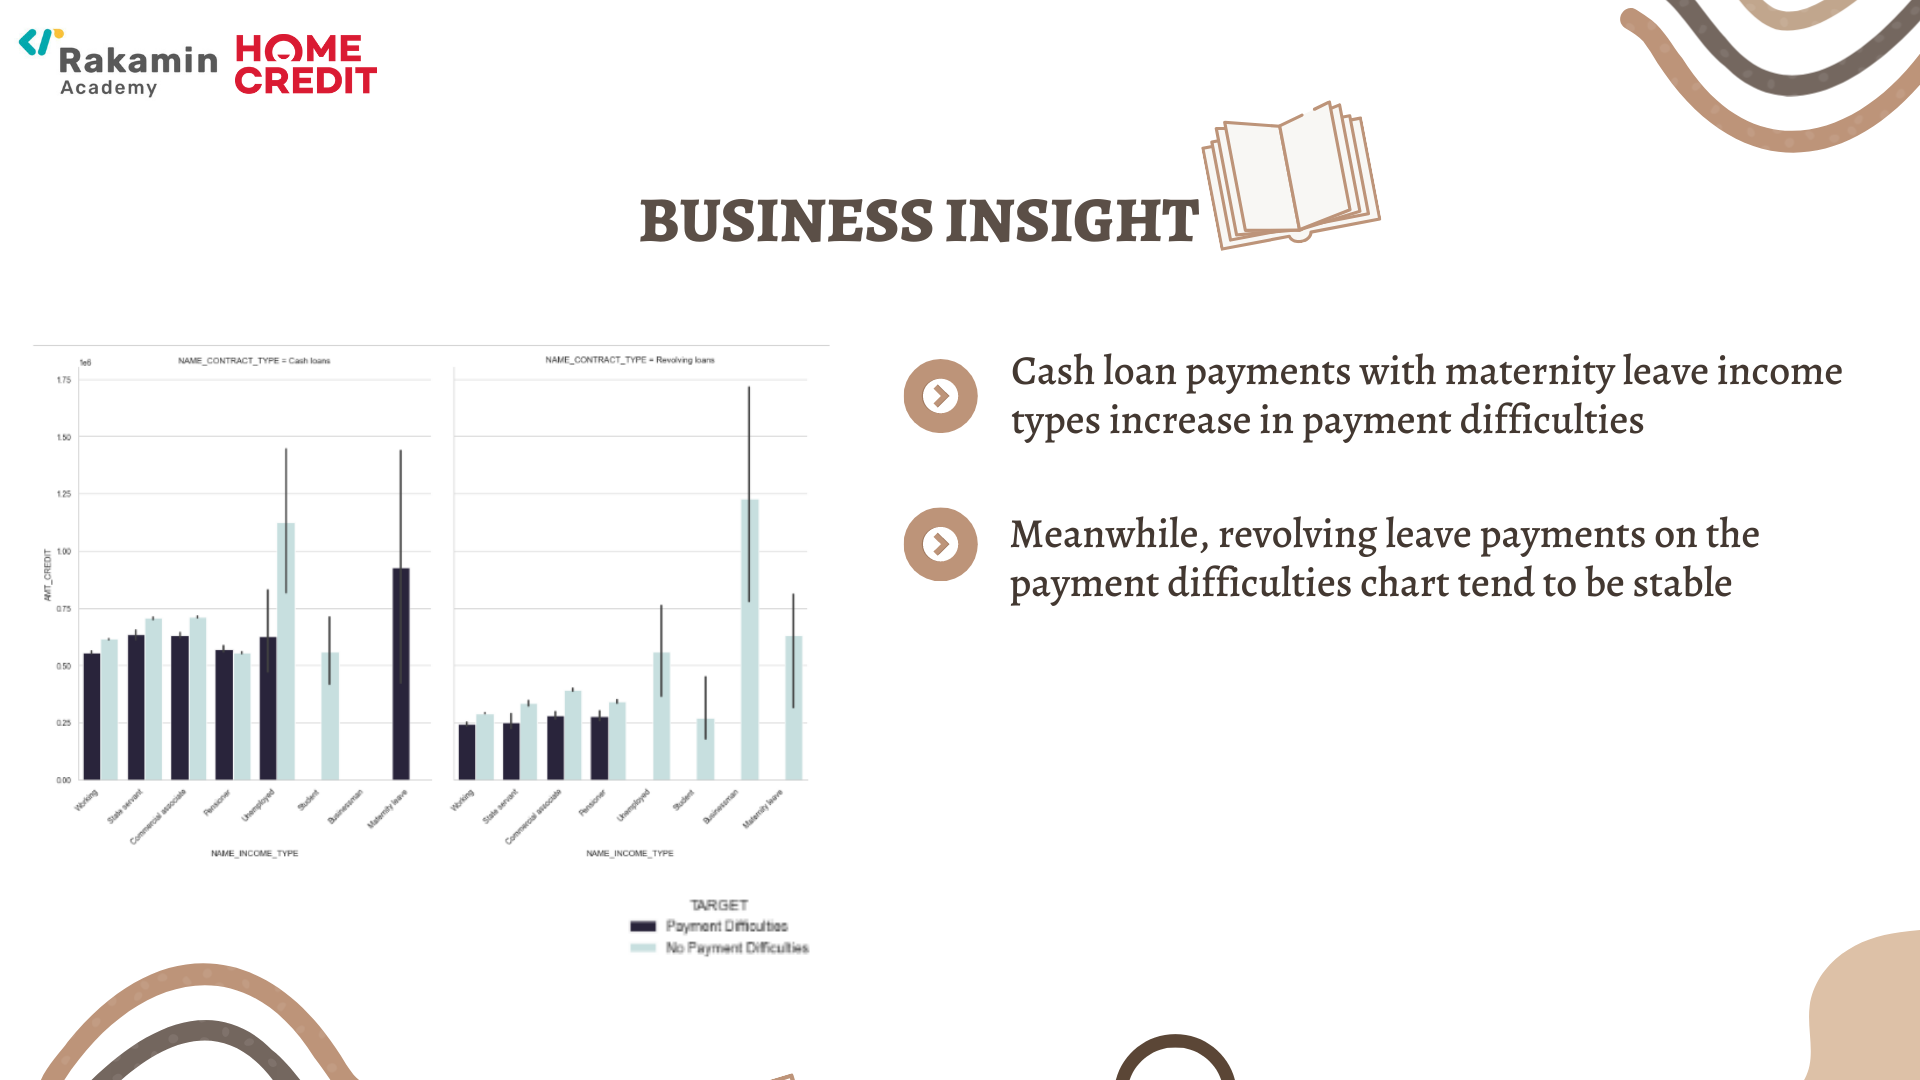 Rakamin
Academy
HOME
CREDIT
BUSINESS INSIGHT
1e6
NAME_CONTRACT_TYPE = Cash loans
NAME_CONTRACT_TYPE = Revolving loans
1.75
1.50
1.25
1.00
0.75
0.50
0.25
0.00
AMT_CREDIT
Working
State servant
Commercial associate
Pensioner
Unemployed
Student
Businessman
Maternity leave
Working
State servant
Commercial associate
Pensioner
Unemployed
Student
Businessman
Maternity leave
NAME_INCOME_TYPE
NAME_INCOME_TYPE
TARGET
Payment Difficulties
No Payment Difficulties
Cash loan payments with maternity leave income
types increase in payment difficulties
Meanwhile, revolving leave payments on the
payment difficulties chart tend to be stable